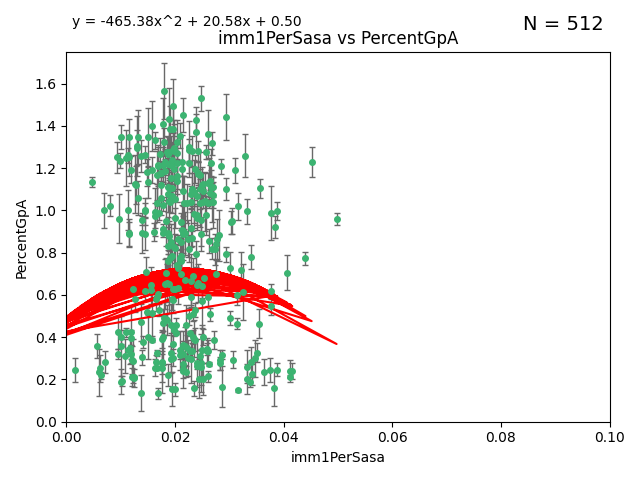 y = -465.38x^2 + 20.58x + 0.50
N = 512
imm1PerSasa vs PercentGpA
PercentGpA
1.6
1.4
1.2
1.0
0.8
0.6
0.4
0.2
0.0
0.00 0.02 0.04 0.06 0.08 0.10
imm1PerSasa